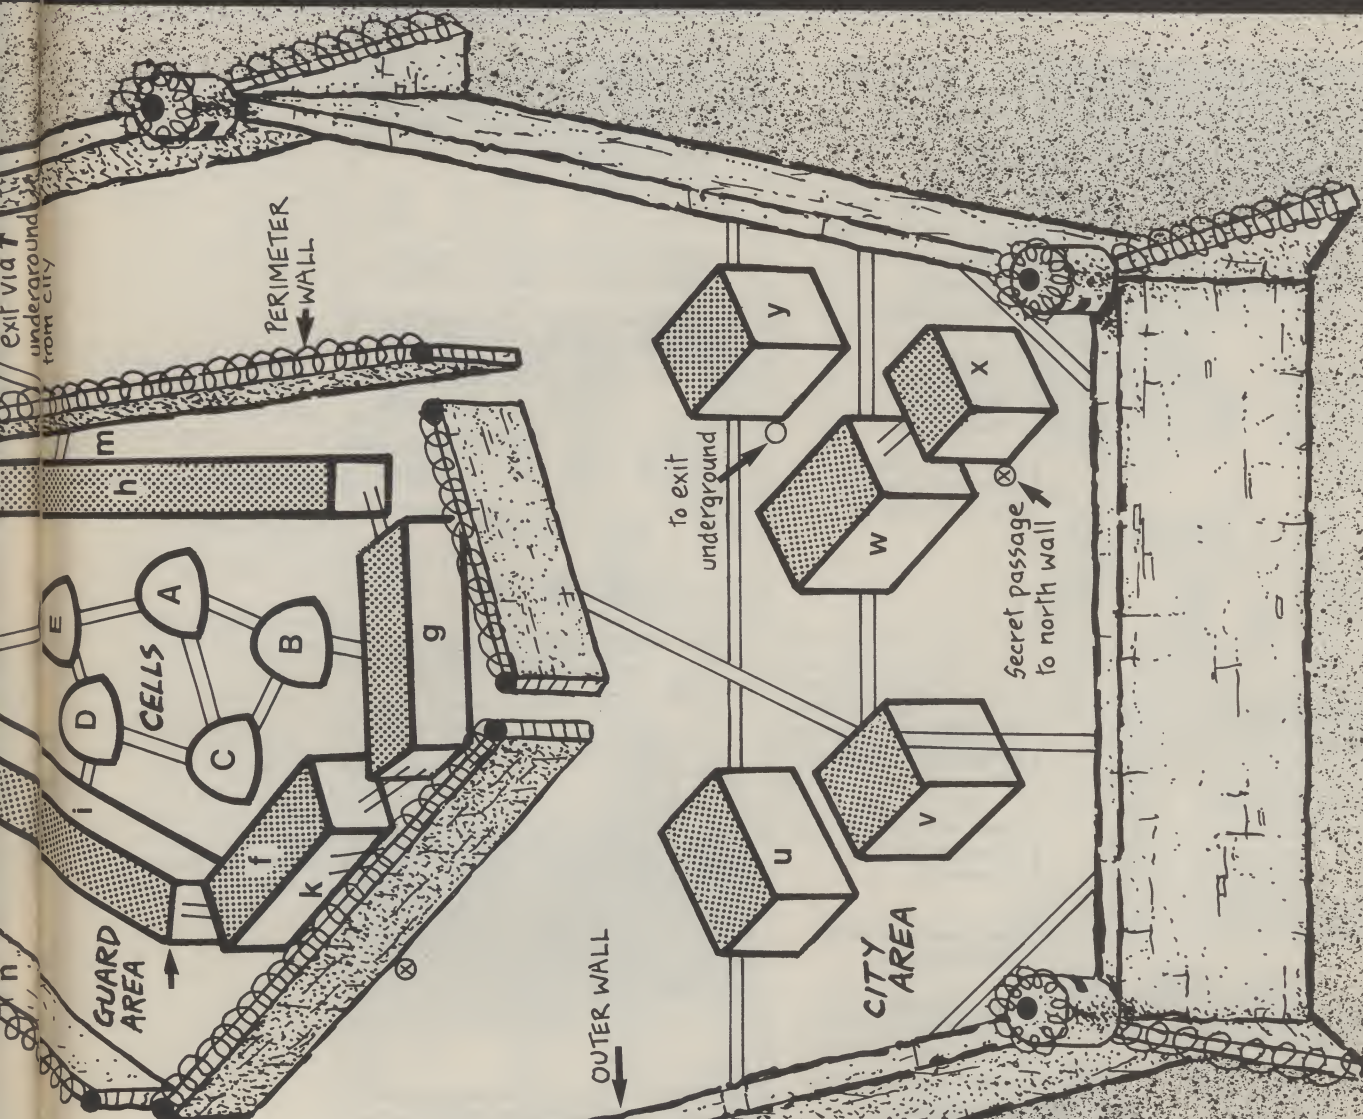 exit via
underground
from city
n
E
i
D
m
h
GUARD
AREA
CELLS
A
C
B
f
PERIMETER
WALL
k
g
OUTER WALL
to exit
underground
y
u
CITY
AREA
w
v
x
Secret passage
to north wall